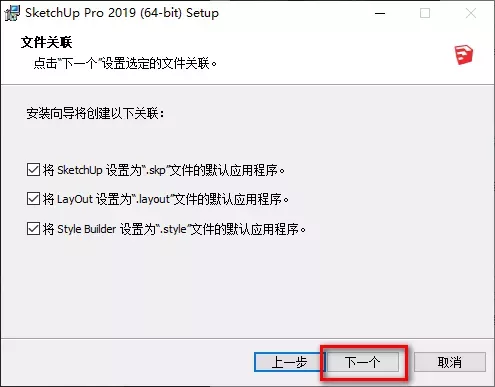 SketchUp Pro 2019 (64-bit) Setup
文件关联
点击“下一个”设置选定的文件关联。
安装向导将创建以下关联：
将 SketchUp 设置为“.skp”文件的默认应用程序。
将 LayOut 设置为“.layout”文件的默认应用程序。
将 Style Builder 设置为“.style”文件的默认应用程序。
上一步 下一个 取消